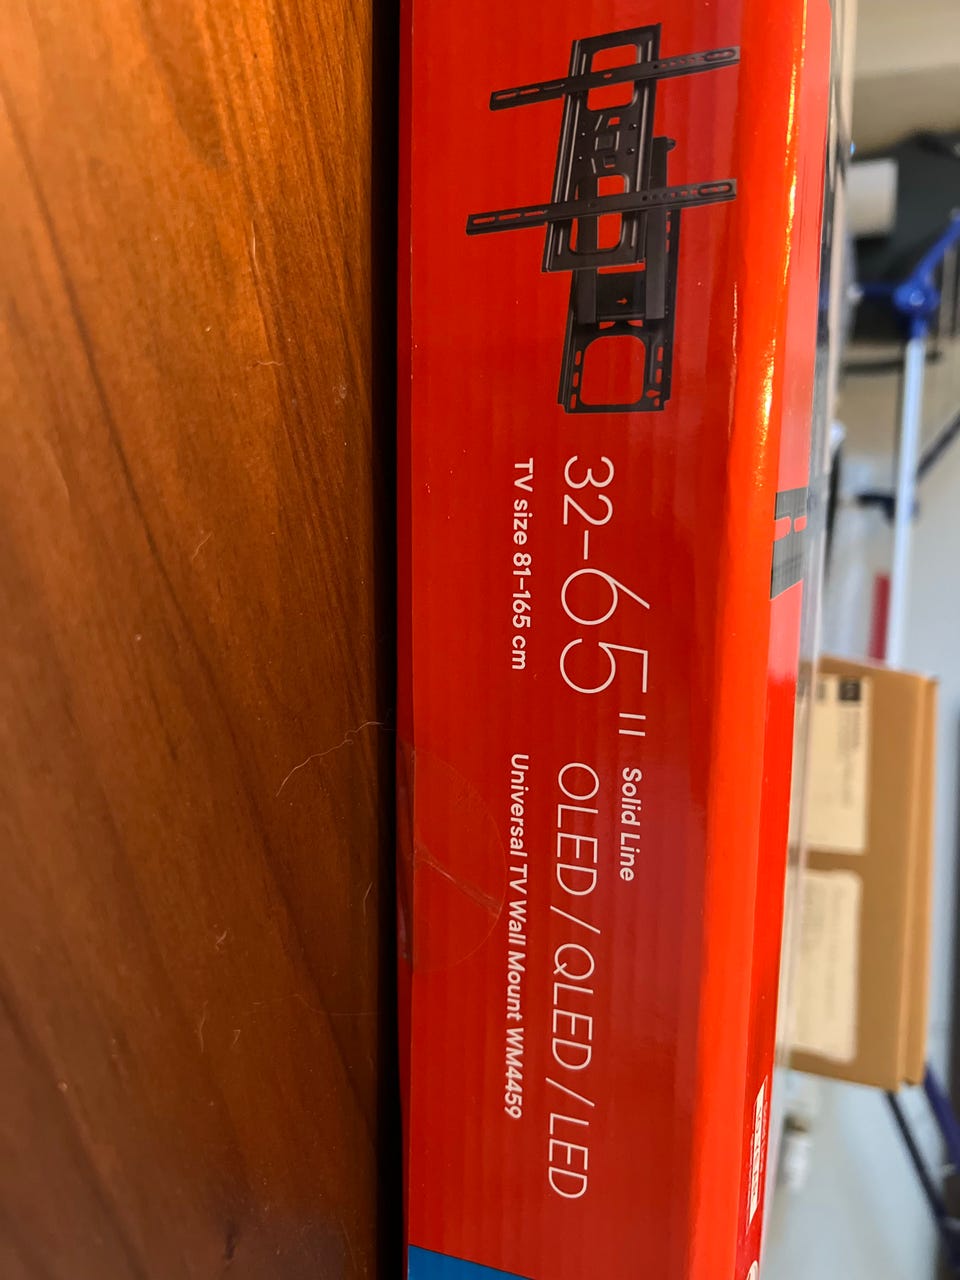 32-65"
TV size 81-165 cm
Solid Line
OLED / QLED / LED
Universal TV Wall Mount WM4459